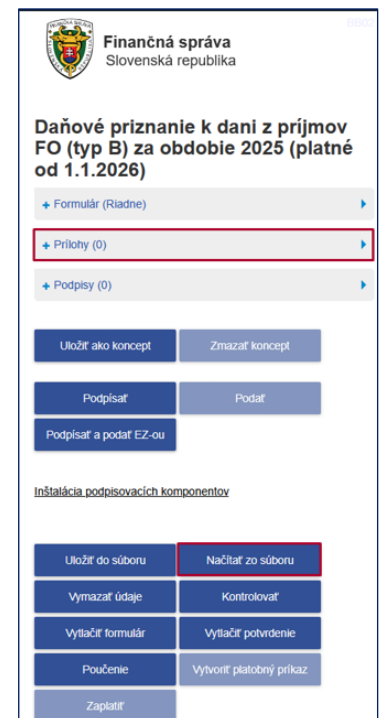 BB02
Finančná správa
Slovenská republika
Daňové priznanie k dani z príjmov
FO (typ B) za obdobie 2025 (platné
od 1.1.2026)
+ Formulár (Riadne)
+ Prílohy (0)
+ Podpisy (0)
Uložiť ako koncept
Zmazať koncept
Podpísať
Podať
Podpísať a podať EZ-ou
Inštalácia podpisovacích komponentov
Uložiť do súboru
Načítať zo súboru
Vymazať údaje
Kontrolovať
Vytlačiť formulár
Vytlačiť potvrdenie
Poučenie
Vytvoriť platobný príkaz
Zaplatiť